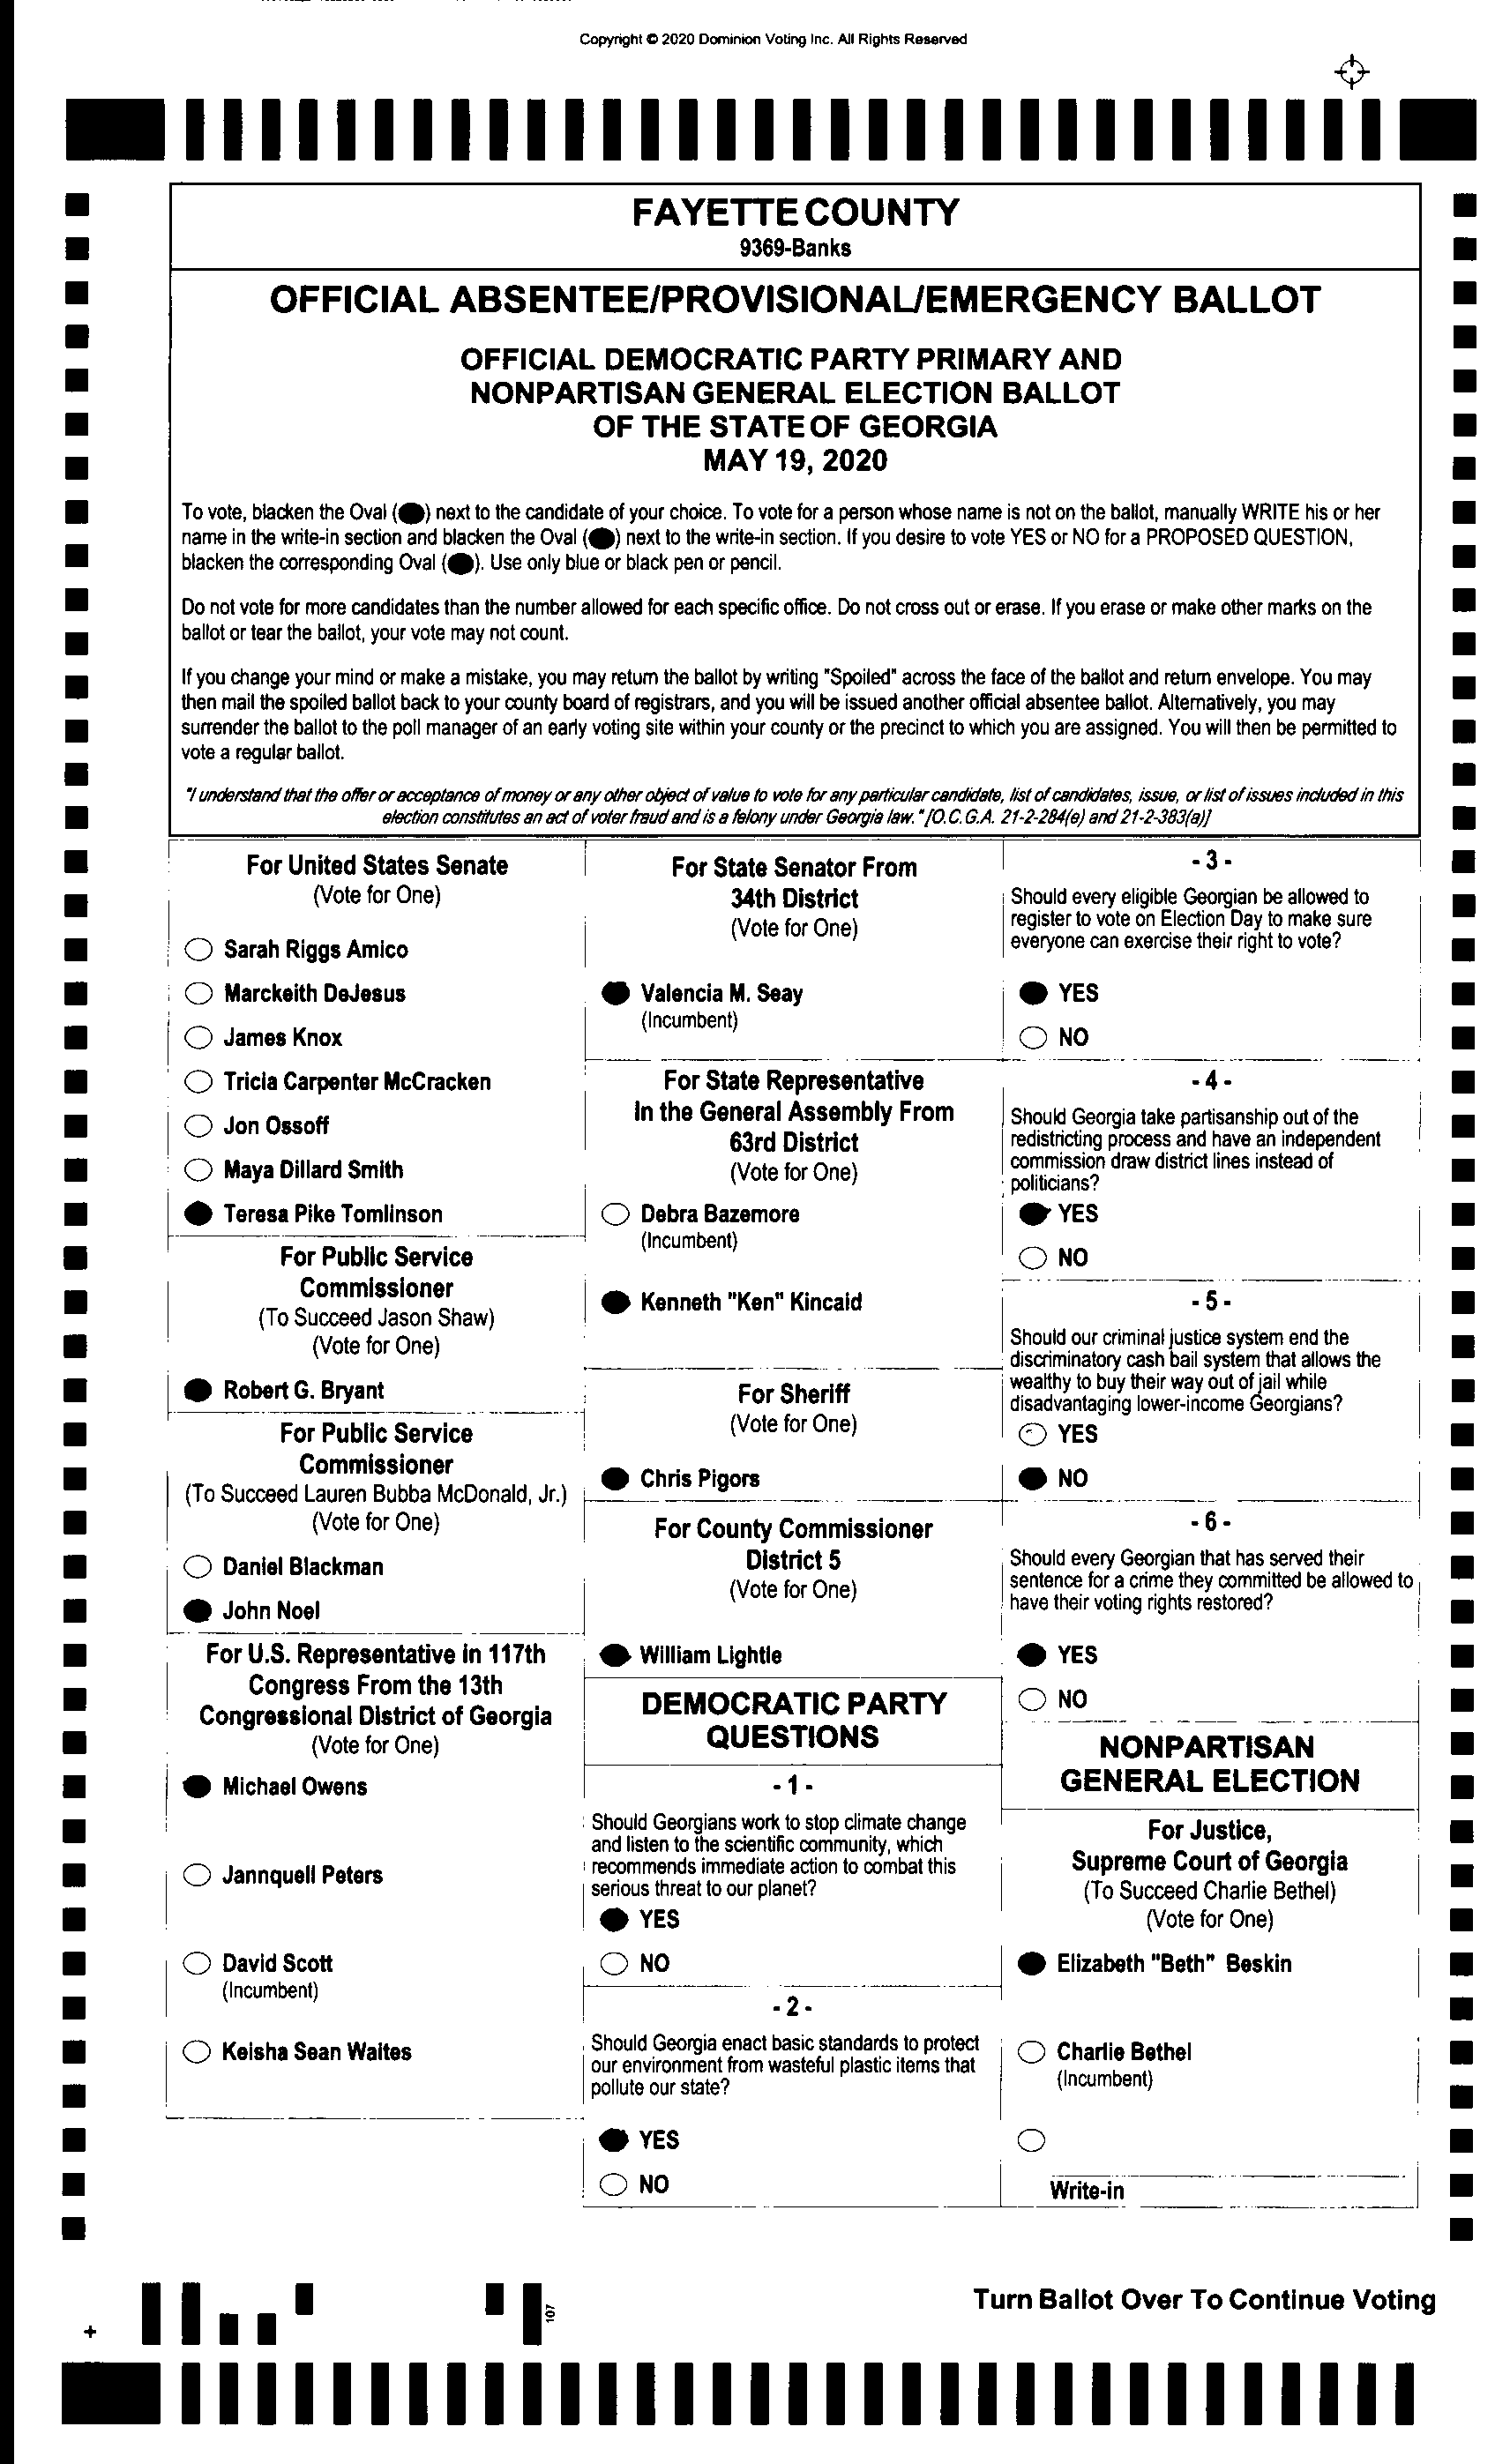 Copyright © 2020 Dominion Voting Inc. All Rights Reserved
FAYETTE COUNTY
9369-Banks
OFFICIAL ABSENTEE/PROVISIONAL/EMERGENCY BALLOT
OFFICIAL DEMOCRATIC PARTY PRIMARY AND
NONPARTISAN GENERAL ELECTION BALLOT
OF THE STATE OF GEORGIA
MAY 19, 2020
To vote, blacken the Oval ( ) next to the candidate of your choice. To vote for a person whose name is not on the ballot, manually WRITE his or her
name in the write-in section and blacken the Oval ( ) next to the write-in section. If you desire to vote YES or NO for a PROPOSED QUESTION,
blacken the corresponding Oval ( ). Use only blue or black pen or pencil.
Do not vote for more candidates than the number allowed for each specific office. Do not cross out or erase. If you erase or make other marks on the
ballot or tear the ballot, your vote may not count.
If you change your mind or make a mistake, you may return the ballot by writing "Spoiled" across the face of the ballot and return envelope. You may
then mail the spoiled ballot back to your county board of registrars, and you will be issued another official absentee ballot. Alternatively, you may
surrender the ballot to the poll manager of an early voting site within your county or the precinct to which you are assigned. You will then be permitted to
vote a regular ballot.
"I understand that the offer or acceptance of money or any other object of value to vote for any particular candidate, list of candidates, issue, or list of issues included in this
election constitutes an act of voter fraud and is a felony under Georgia law." [O.C.G.A. 21-2-284(e) and 21-2-383(a)]
For United States Senate
(Vote for One)
Sarah Riggs Amico
Marckeith DeJesus
James Knox
Tricia Carpenter McCracken
Jon Ossoff
Maya Dillard Smith
Teresa Pike Tomlinson
For Public Service
Commissioner
(To Succeed Jason Shaw)
(Vote for One)
Robert G. Bryant
For Public Service
Commissioner
(To Succeed Lauren Bubba McDonald, Jr.)
(Vote for One)
Daniel Blackman
John Noel
For U.S. Representative in 117th
Congress From the 13th
Congressional District of Georgia
(Vote for One)
Michael Owens
Jannquell Peters
David Scott
(Incumbent)
Keisha Sean Waites
For State Senator From
34th District
(Vote for One)
Valencia M. Seay
(Incumbent)
For State Representative
In the General Assembly From
63rd District
(Vote for One)
Debra Bazemore
(Incumbent)
Kenneth "Ken" Kincaid
For Sheriff
(Vote for One)
Chris Pigors
For County Commissioner
District 5
(Vote for One)
William Lightle
DEMOCRATIC PARTY
QUESTIONS
- 1 -
Should Georgians work to stop climate change
and listen to the scientific community, which
recommends immediate action to combat this
serious threat to our planet?
YES
NO
- 2 -
Should Georgia enact basic standards to protect
our environment from wasteful plastic items that
pollute our state?
YES
NO
- 3 -
Should every eligible Georgian be allowed to
register to vote on Election Day to make sure
everyone can exercise their right to vote?
YES
NO
- 4 -
Should Georgia take partisanship out of the
redistricting process and have an independent
commission draw district lines instead of
politicians?
YES
NO
- 5 -
Should our criminal justice system end the
discriminatory cash bail system that allows the
wealthy to buy their way out of jail while
disadvantaging lower-income Georgians?
YES
NO
- 6 -
Should every Georgian that has served their
sentence for a crime they committed be allowed to
have their voting rights restored?
YES
NO
NONPARTISAN
GENERAL ELECTION
For Justice,
Supreme Court of Georgia
(To Succeed Charlie Bethel)
(Vote for One)
Elizabeth "Beth" Beskin
Charlie Bethel
(Incumbent)
Write-in
Turn Ballot Over To Continue Voting
107